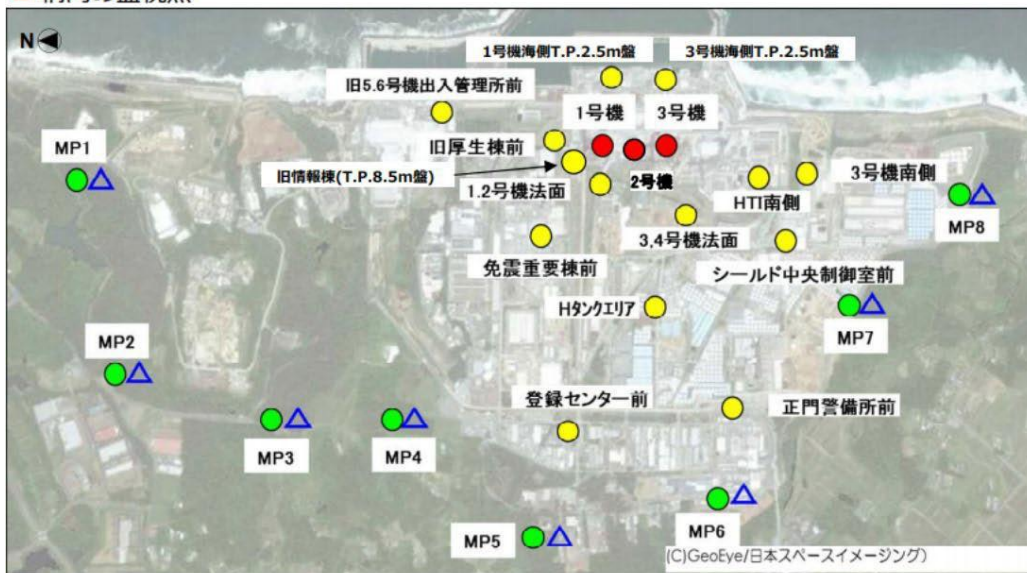 N
1号機海側T.P.2.5m盤
3号機海側T.P.2.5m盤
旧5.6号機出入管理所前
1号機
3号機
MP1
旧厚生棟前
旧情報棟(T.P.8.5m盤)
1.2号機法面
2号機
3号機南側
HTI南側
MP8
3,4号機法面
免震重要棟前
シールド中央制御室前
Hタンクエリア
MP7
MP2
登録センター前
正門警備所前
MP3
MP4
MP5
MP6
(C)GeoEye/日本スペースイメージング)